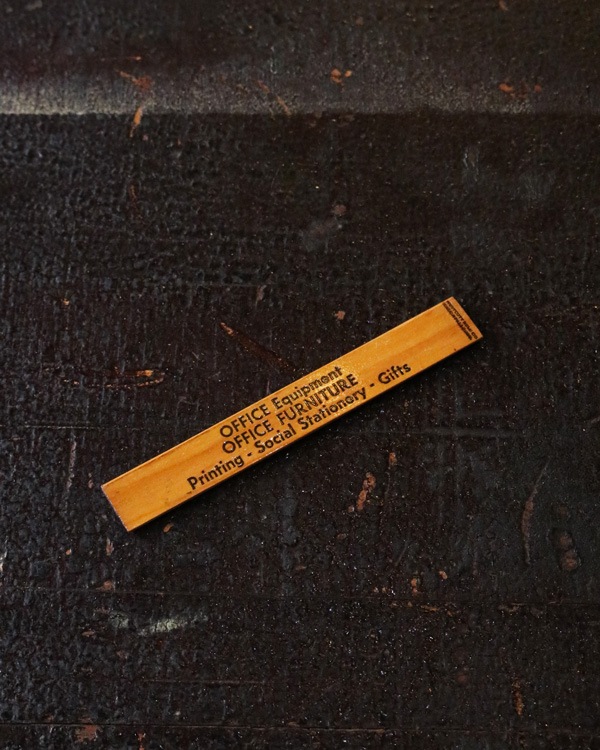 OFFICE Equipment
OFFICE FURNITURE
Printing - Social Stationery - Gifts